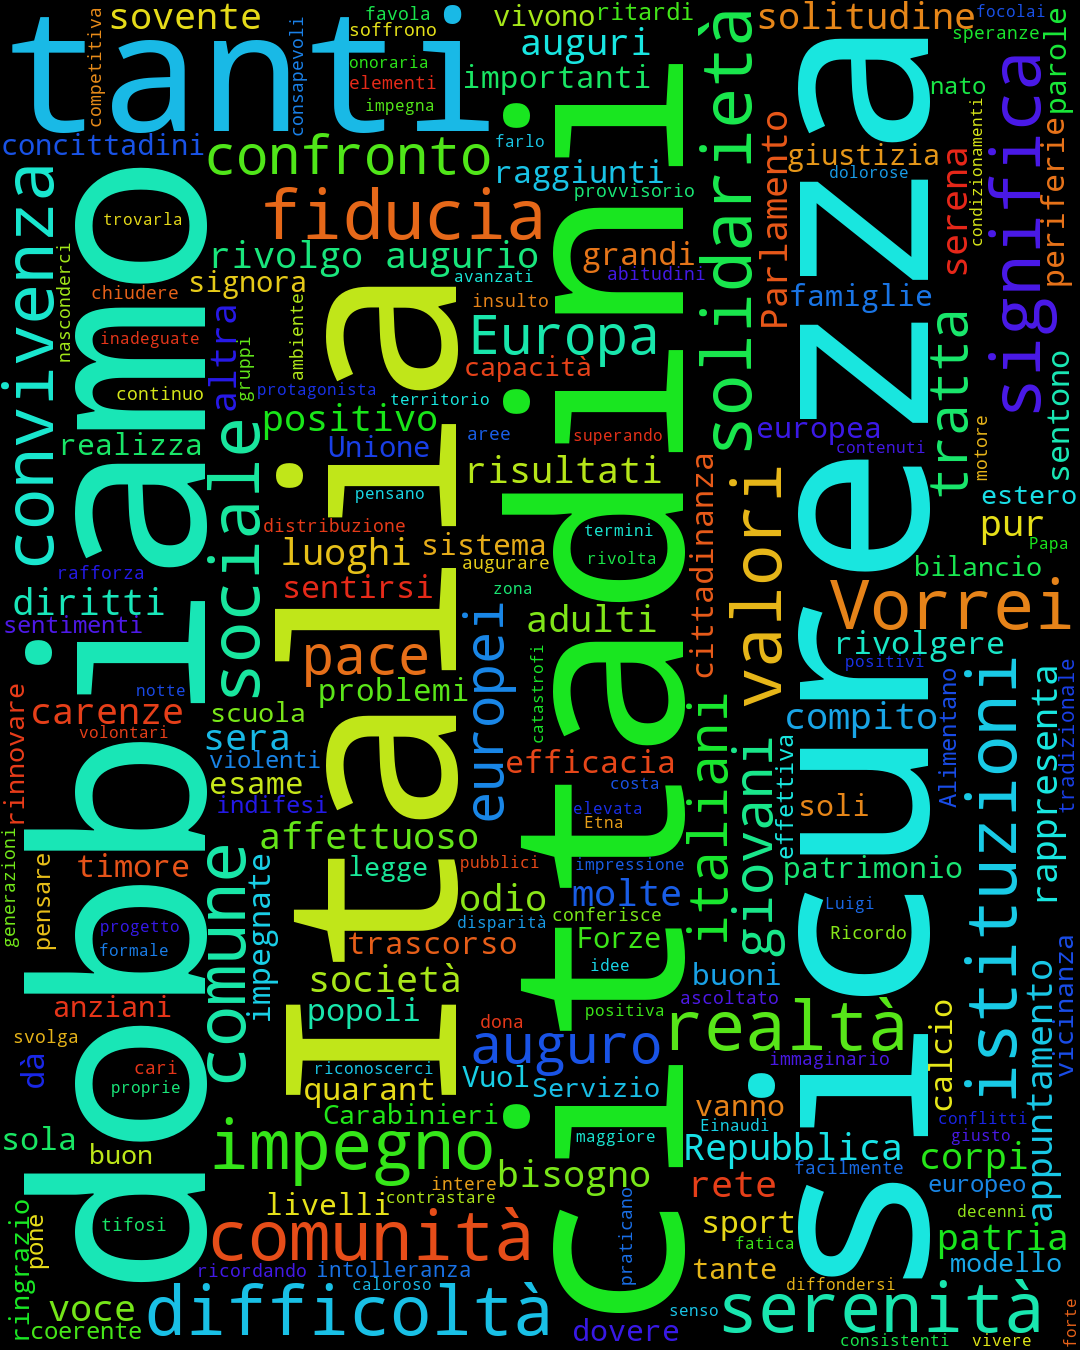 tanti
sovente
competitiva
consapevoli
favola
soffrono
onoraria
elementi
impegna
vivono
ritardi
auguri
importanti
solidarietà
solitudine
focolai
speranze
parole
nato
concittadini
confronto
farlo
raggiunti
provvisorio
Parlamento
giustizia
dolorose
serena
condizionamenti
significa
periferie
convivenza
dobbiamo
trovarla
fiducia
rivolgo
augurio
grandi
abitudini
avanzati
nasconderci
chiudere
signora
ambiente
insulto
famiglie
inadeguate
altra
gruppi
Europa
capacità
continuo
protagonista
territorio
tratta
sentono
positivo
realizza
sociale
Unione
aree
superando
europea
contenuti
motore
pensano
risultati
estero
distribuzione
cittadinanza
valori
pur
Papa
luoghi
sistema
termini
rivolta
augurare
rafforza
sentirsi
zona
bilancio
diritti
sentimenti
adulti
Vorrei
rivolgere
pace
europei
catastrofi
positivi
Italia
cittadini
sicurezza
problemi
notte
carenze
volontari
scuola
sera
violenti
rinnovare
italiani
compito
Alimentano
istituzioni
rappresenta
tradizionale
efficacia
giovani
effettiva
esame
indifesi
costa
elevata
Etna
soli
affettuoso
generazioni
pensare
timore
comune
impegnate
legge
pubblici
impressione
patrimonio
odio
molte
Luigi
disparità
conferisce
progetto
formale
trascorso
Forze
Ricordo
idee
società
buoni
vicinanza
anziani
popoli
positiva
ascoltato
appuntamento
dona
realtà
calcio
svolga
auguro
immaginario
dà
cari
proprie
riconoscerci
quarant
Vuol
Servizio
vanno
Carabinieri
Einaudi
conflitti
giusto
sola
buon
impegno
maggiore
Repubblica
facilmente
corpi
intere
bisogno
rete
europeo
livelli
contrastare
praticano
ringrazio
pone
tifosi
comunità
sport
fatica
decenni
patria
ricordando
intolleranza
caloroso
tante
modello
diffondersi
voce
coerente
difficoltà
senso
dovere
serenità
consistenti
vivere
forte